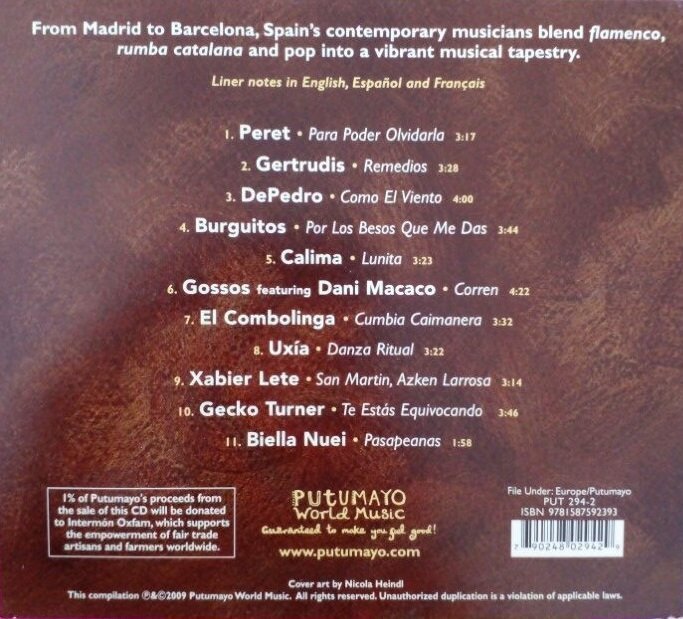 From Madrid to Barcelona, Spain's contemporary musicians blend flamenco,
rumba catalana and pop into a vibrant musical tapestry.
Liner notes in English, Español and Français
1. Peret • Para Poder Olvidarla 3:17
2. Gertrudis • Remedios 3:28
3. DePedro • Como El Viento 4:00
4. Burguitos • Por Los Besos Que Me Das 3:44
5. Calima • Lunita 3:23
6. Gossos featuring Dani Macaco • Corren 4:22
7. El Combolinga • Cumbia Caimanera 3:32
8. Uxía • Danza Ritual 3:22
9. Xabier Lete • San Martin, Azken Larrosa 3:14
10. Gecko Turner • Te Estás Equivocando 3:46
11. Biella Nuei • Pasapeanas 1:58
1% of Putumayo's proceeds from
the sale of this CD will be donated
to Intermón Oxfam, which supports
the empowerment of fair trade
artisans and farmers worldwide.
PUTUMAYO
World Music
Guaranteed to make you feel good!
www.putumayo.com
File Under: Europe/Putumayo
PUT 294-2
ISBN 9781587592393
7 90248 02942 9
Cover art by Nicola Heindl
This compilation ℗&©2009 Putumayo World Music. All rights reserved. Unauthorized duplication is a violation of applicable laws.